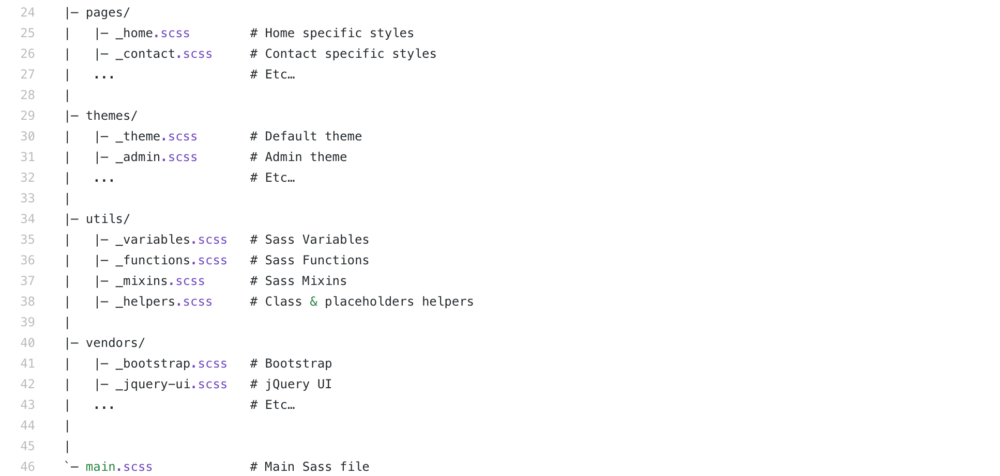 24 |– pages/
25 |   |– _home.scss        # Home specific styles
26 |   |– _contact.scss     # Contact specific styles
27 |   ...                  # Etc…
28 |
29 |– themes/
30 |   |– _theme.scss       # Default theme
31 |   |– _admin.scss       # Admin theme
32 |   ...                  # Etc…
33 |
34 |– utils/
35 |   |– _variables.scss   # Sass Variables
36 |   |– _functions.scss   # Sass Functions
37 |   |– _mixins.scss      # Sass Mixins
38 |   |– _helpers.scss     # Class & placeholders helpers
39 |
40 |– vendors/
41 |   |– _bootstrap.scss   # Bootstrap
42 |   |– _jquery-ui.scss   # jQuery UI
43 |   ...                  # Etc…
44 |
45 |
46 `– main.scss             # Main Sass file